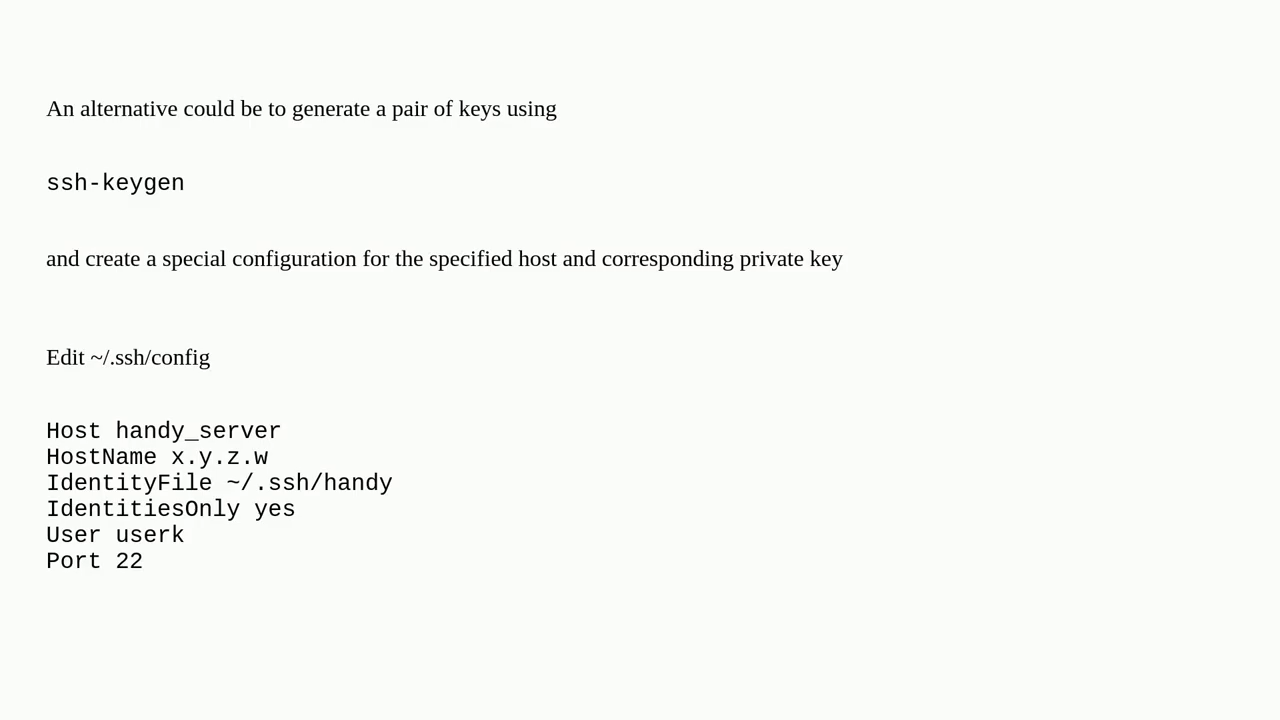 An alternative could be to generate a pair of keys using
ssh-keygen
and create a special configuration for the specified host and corresponding private key
Edit ~/.ssh/config
Host handy_server
HostName x.y.z.w
IdentityFile ~/.ssh/handy
IdentitiesOnly yes
User userk
Port 22